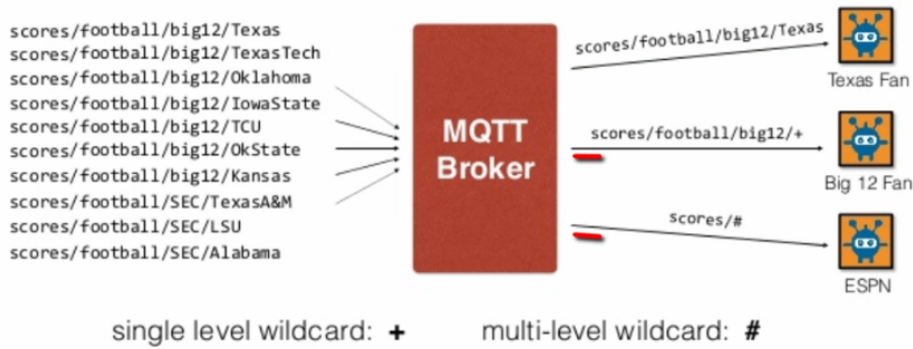 scores/football/big12/Texas
scores/football/big12/TexasTech
scores/football/big12/Oklahoma
scores/football/big12/IowaState
scores/football/big12/TCU
scores/football/big12/OkState
scores/football/big12/Kansas
scores/football/SEC/TexasA&M
scores/football/SEC/LSU
scores/football/SEC/Alabama
MQTT
Broker
scores/football/big12/Texas
Texas Fan
scores/football/big12/+
Big 12 Fan
scores/#
ESPN
single level wildcard: +
multi-level wildcard: #